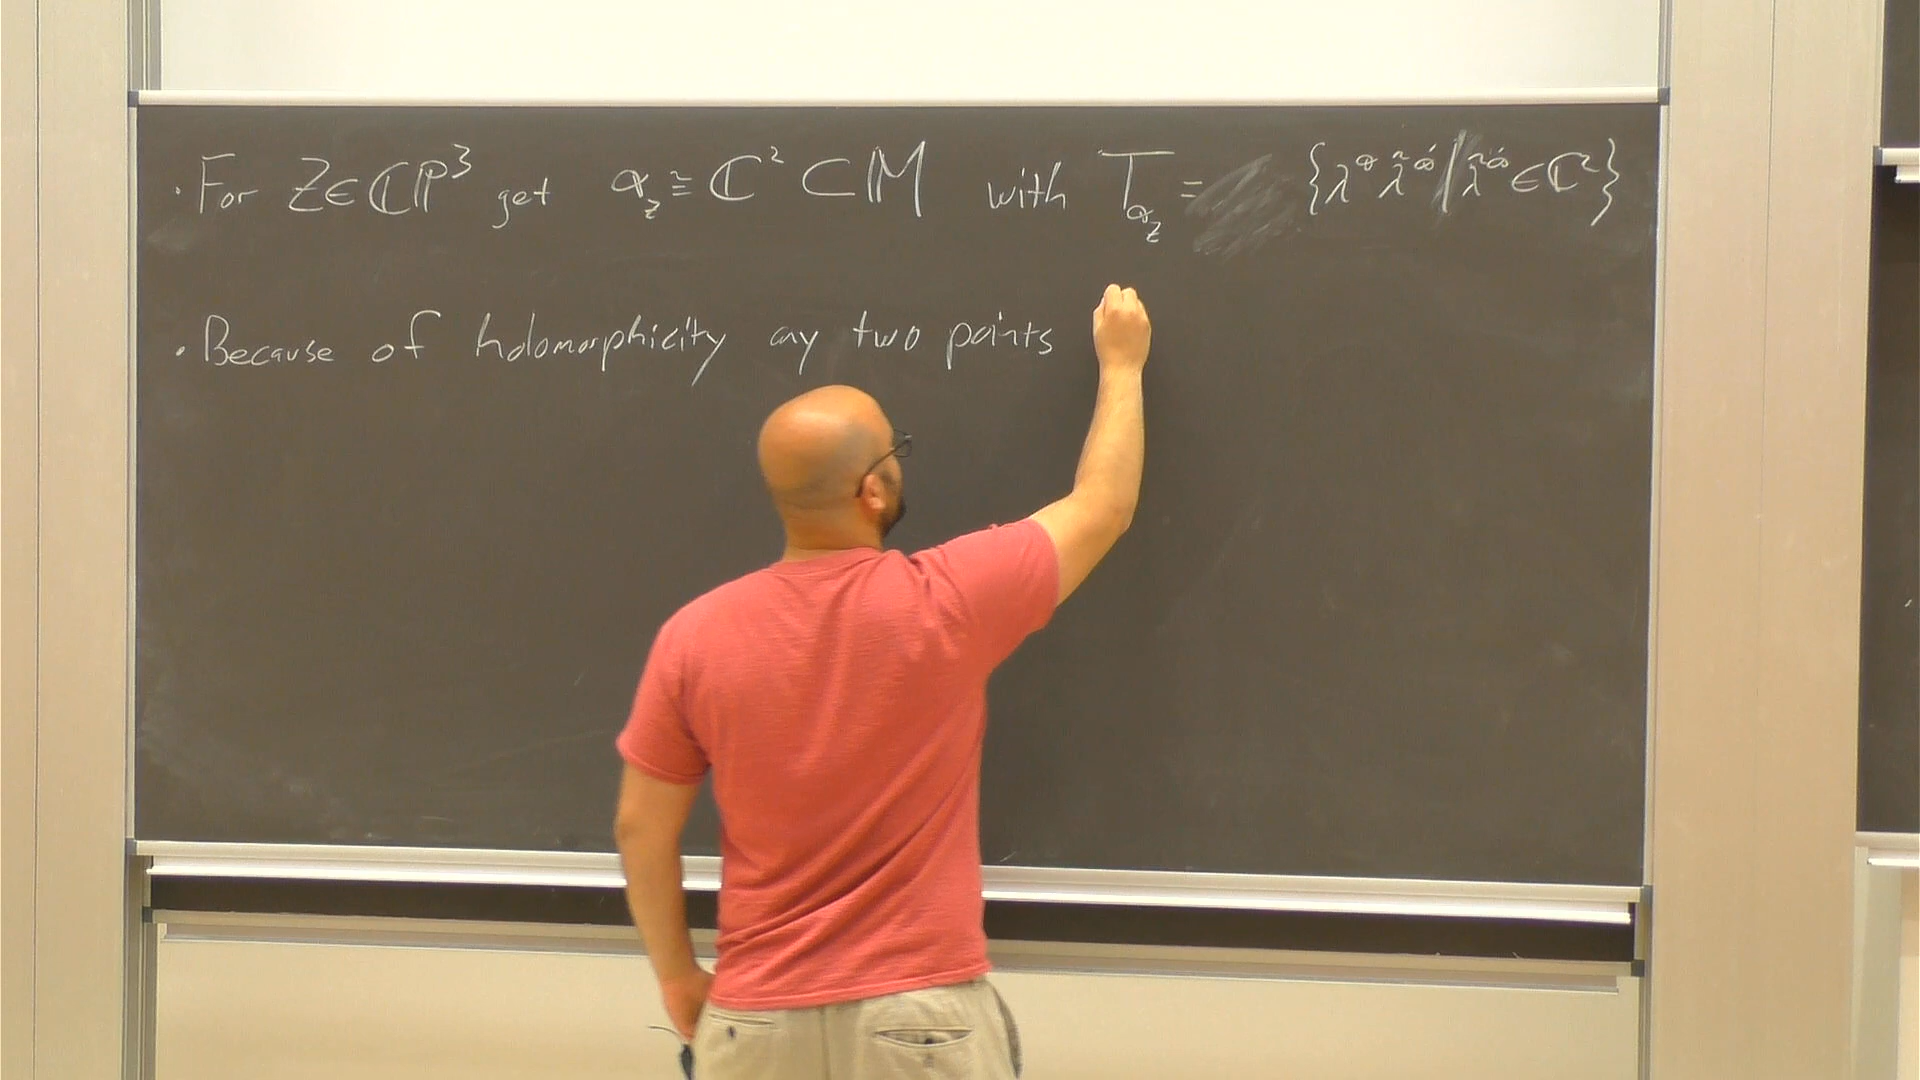 · For Z ∈ ℂℙ³ get α_Z ≅ ℂ² ⊂ 𝕄 with T_{α_Z} = {λ^α λ̃^α̇ | λ̃^α̇ ∈ ℂ²}
· Because of holomorphicity any two points